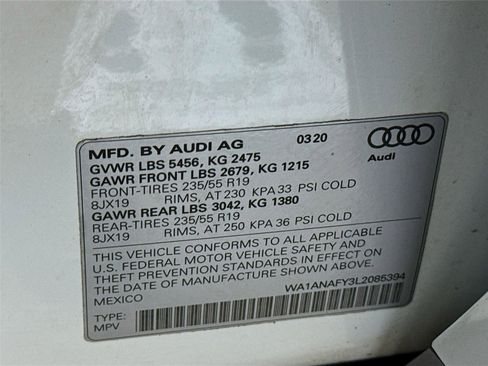 MFD. BY AUDI AG 0320
GVWR LBS 5456, KG 2475
GAWR FRONT LBS 2679, KG 1215
FRONT-TIRES 235/55 R19
8JX19 RIMS, AT 230 KPA 33 PSI COLD
GAWR REAR LBS 3042, KG 1380
REAR-TIRES 235/55 R19
8JX19 RIMS, AT 250 KPA 36 PSI COLD
Audi
THIS VEHICLE CONFORMS TO ALL APPLICABLE
U.S. FEDERAL MOTOR VEHICLE SAFETY AND
THEFT PREVENTION STANDARDS IN EFFECT ON
THE DATE OF MANUFACTURE SHOWN ABOVE.
MEXICO
TYPE:
MPV
WA1ANAFY3L2085394